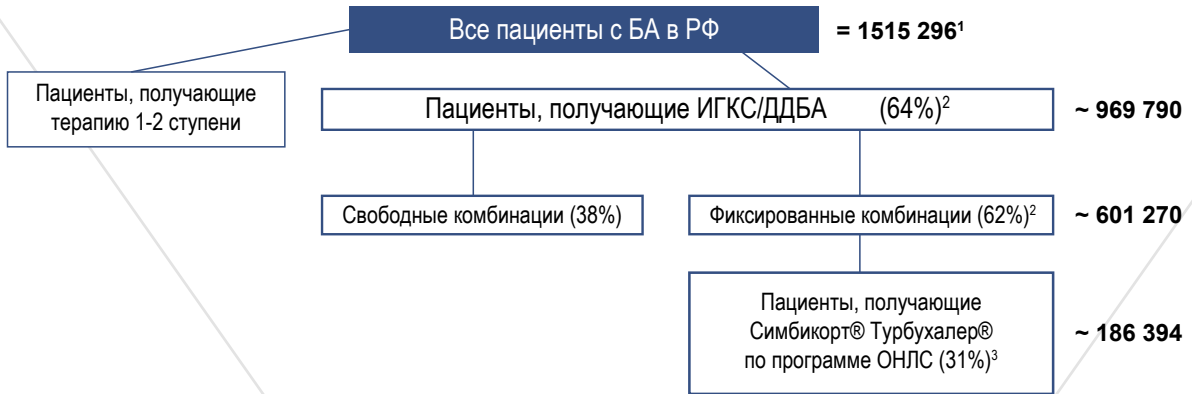 Все пациенты с БА в РФ = 1515 296¹
Пациенты, получающие
терапию 1-2 ступени
Пациенты, получающие ИГКС/ДДБА (64%)² ~ 969 790
Свободные комбинации (38%)
Фиксированные комбинации (62%)² ~ 601 270
Пациенты, получающие
Симбикорт® Турбухалер®
по программе ОНЛС (31%)³
~ 186 394